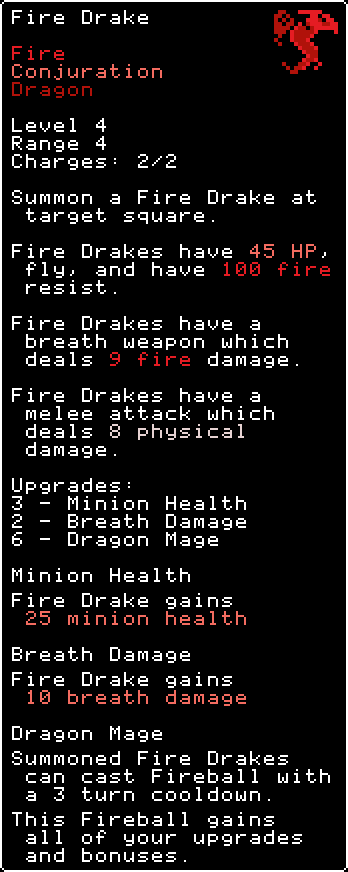 Fire Drake
Fire
Conjuration
Dragon
Level 4
Range 4
Charges: 2/2
Summon a Fire Drake at
target square.
Fire Drakes have 45 HP,
fly, and have 100 fire
resist.
Fire Drakes have a
breath weapon which
deals 9 fire damage.
Fire Drakes have a
melee attack which
deals 8 physical
damage.
Upgrades:
3 - Minion Health
2 - Breath Damage
6 - Dragon Mage
Minion Health
Fire Drake gains
25 minion health
Breath Damage
Fire Drake gains
10 breath damage
Dragon Mage
Summoned Fire Drakes
can cast Fireball with
a 3 turn cooldown.
This Fireball gains
all of your upgrades
and bonuses.